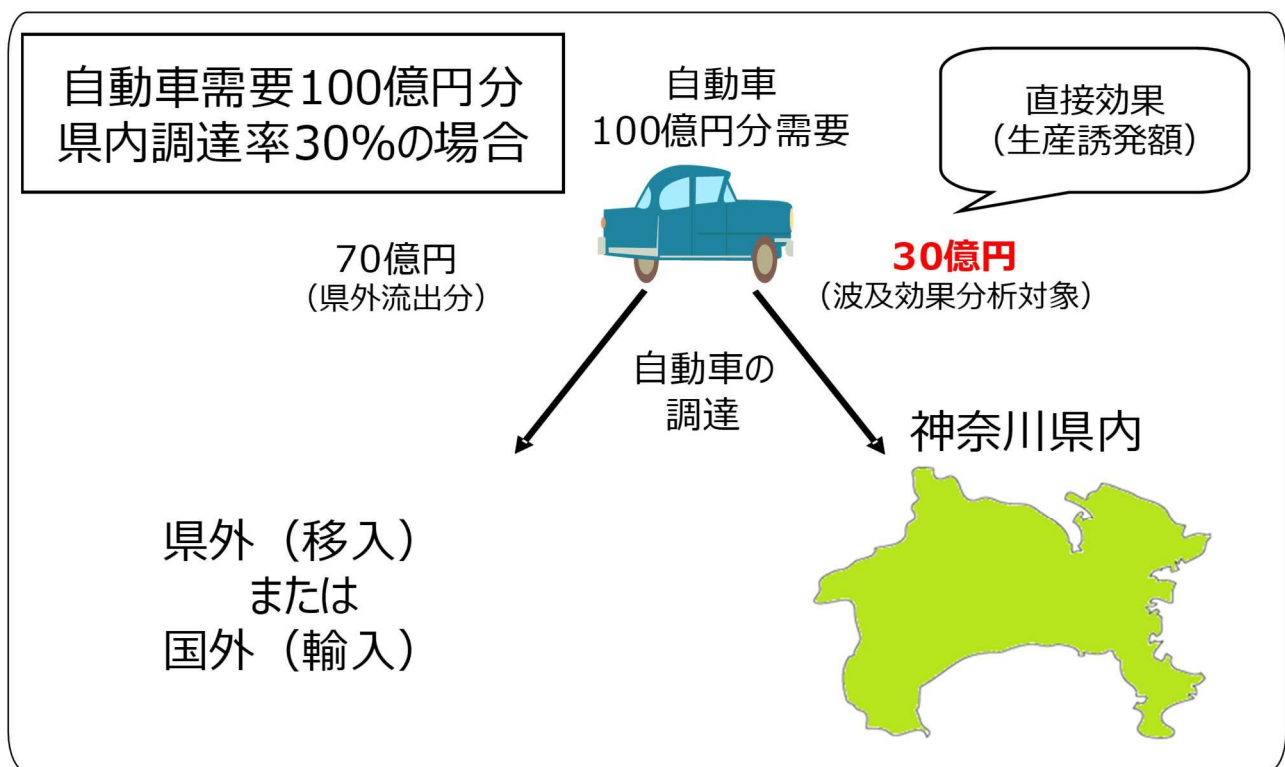 自動車需要100億円分
県内調達率30%の場合
自動車
100億円分需要
直接効果
（生産誘発額）
70億円
（県外流出分）
30億円
（波及効果分析対象）
自動車の
調達
神奈川県内
県外（移入）
または
国外（輸入）